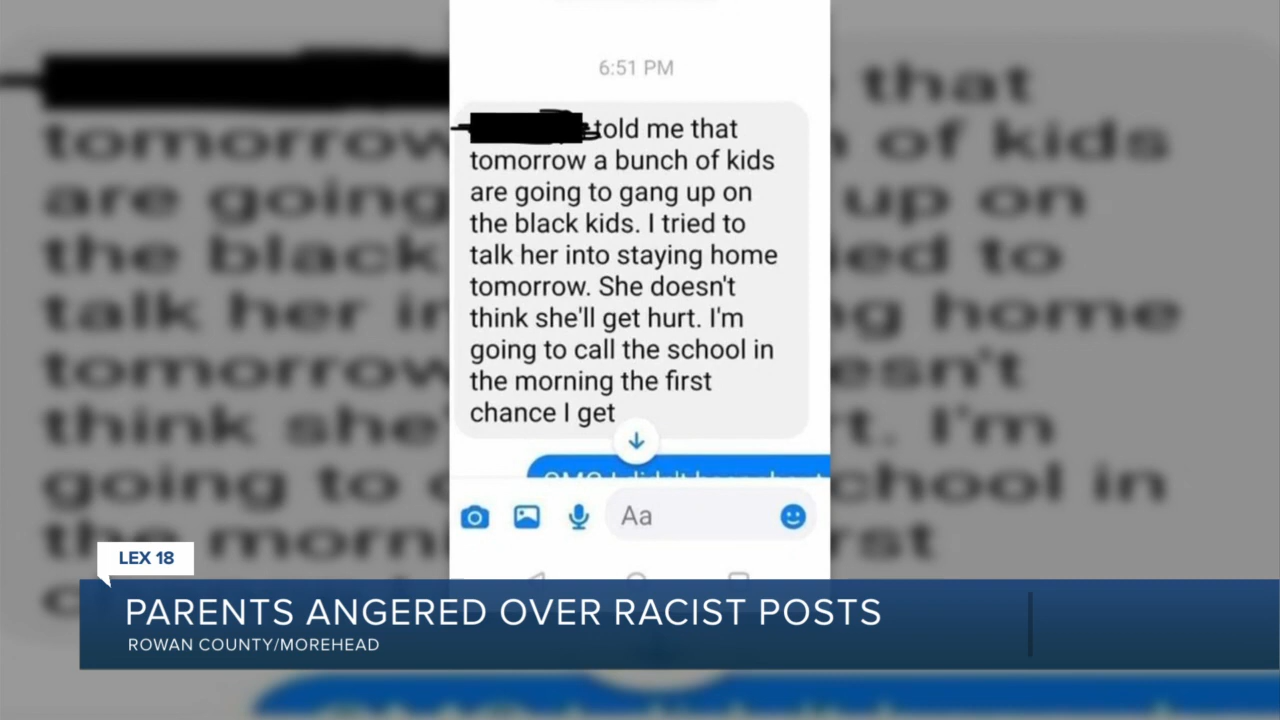 6:51 PM
told me that
tomorrow a bunch of kids
are going to gang up on
the black kids. I tried to
talk her into staying home
tomorrow. She doesn't
think she'll get hurt. I'm
going to call the school in
the morning the first
chance I get
Aa
LEX 18
PARENTS ANGERED OVER RACIST POSTS
ROWAN COUNTY/MOREHEAD